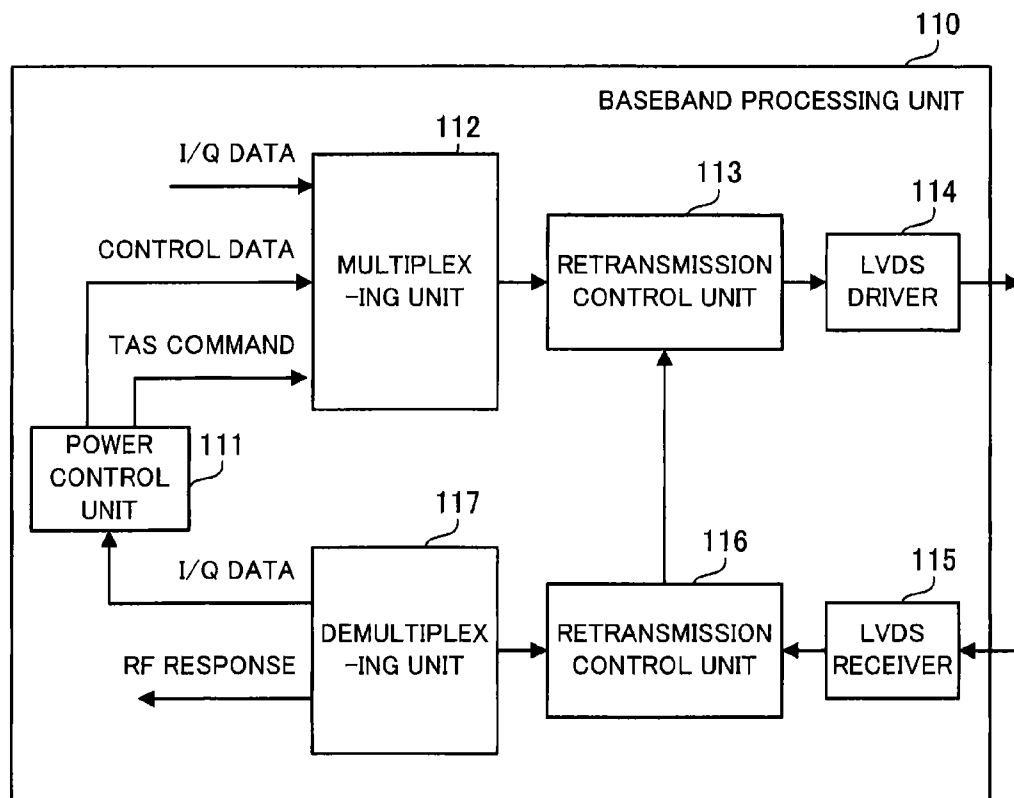 110
BASEBAND PROCESSING UNIT
112
I/Q DATA
113
114
CONTROL DATA
MULTIPLEX
-ING UNIT
RETRANSMISSION
CONTROL UNIT
LVDS
DRIVER
TAS COMMAND
POWER
CONTROL
UNIT
111
117
116
115
I/Q DATA
DEMULTIPLEX
-ING UNIT
RETRANSMISSION
CONTROL UNIT
LVDS
RECEIVER
RF RESPONSE